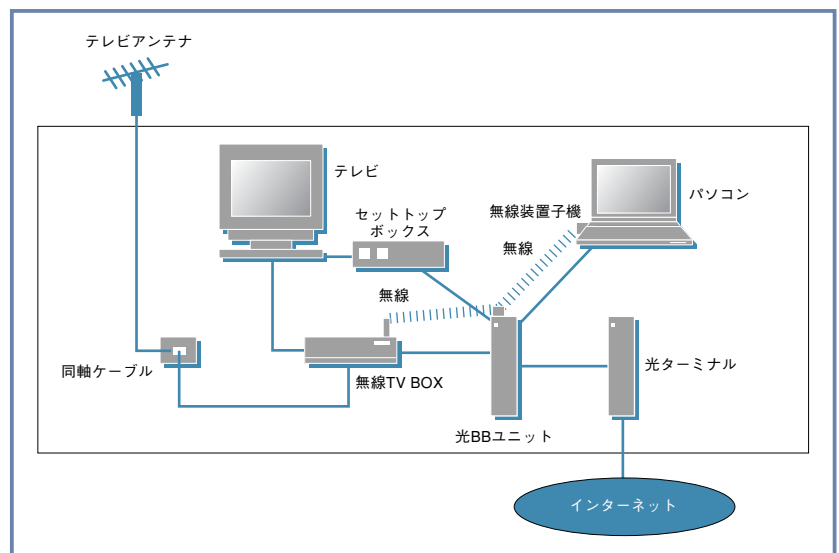 テレビアンテナ
テレビ
セットトップ
ボックス
無線装置子機
パソコン
無線
無線
同軸ケーブル
無線TV BOX
光ターミナル
光BBユニット
インターネット